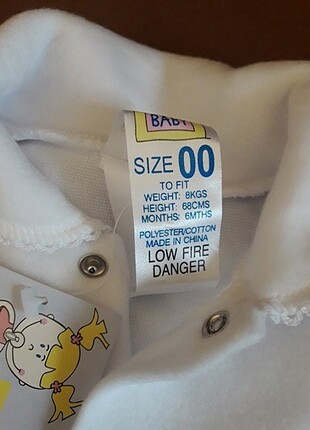 BABY
SIZE 00
TO FIT
WEIGHT: 8KGS
HEIGHT: 68CMS
MONTHS: 6MTHS
POLYESTER/COTTON
MADE IN CHINA
LOW FIRE
DANGER